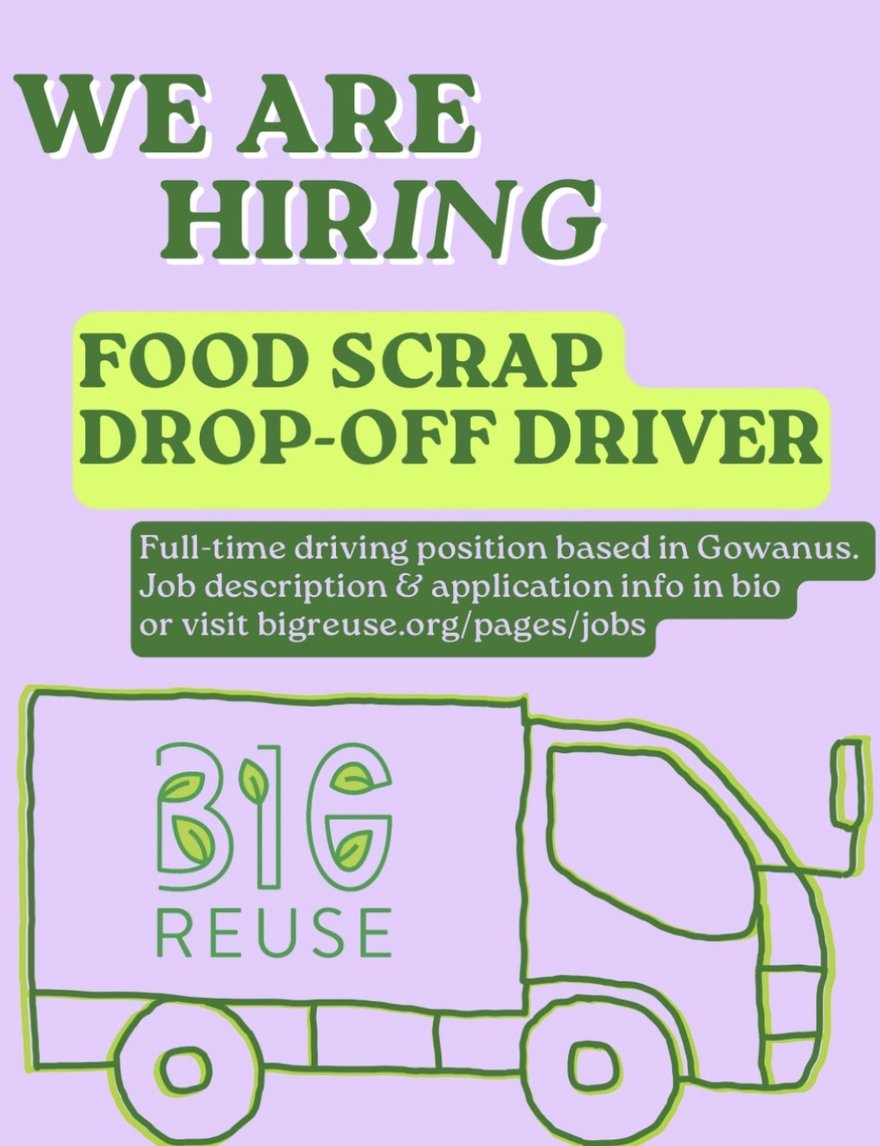 WE ARE
HIRING
FOOD SCRAP
DROP-OFF DRIVER
Full-time driving position based in Gowanus.
Job description & application info in bio
or visit bigreuse.org/pages/jobs
BIG
REUSE